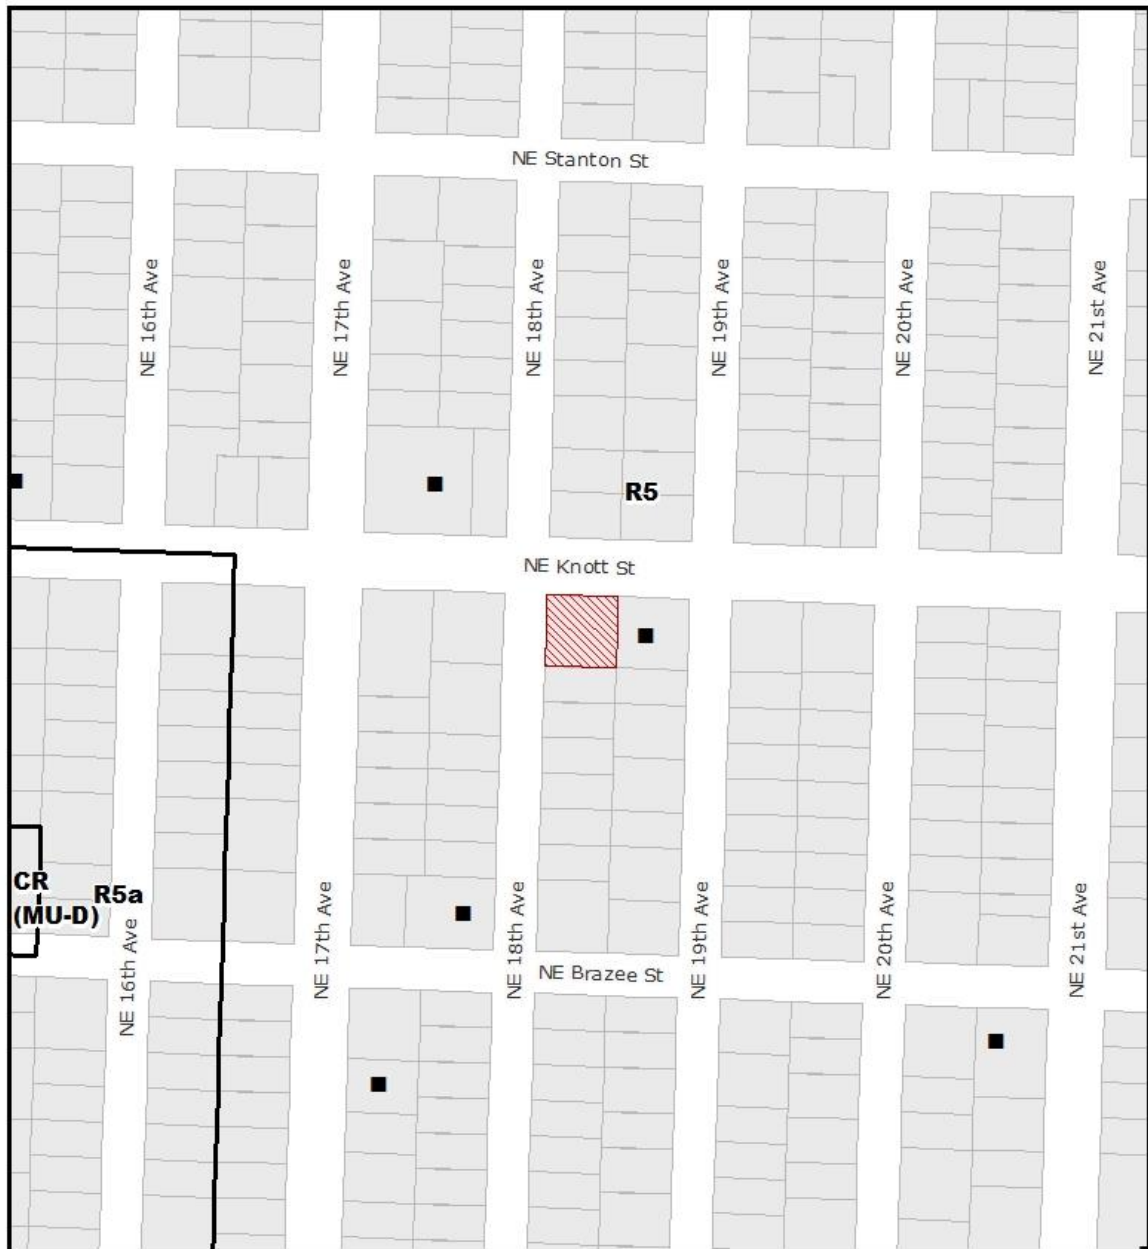 NE Stanton St
NE 16th Ave
NE 17th Ave
NE 18th Ave
NE 19th Ave
NE 20th Ave
NE 21st Ave
R5
NE Knott St
CR
(MU-D)
R5a
NE 16th Ave
NE 17th Ave
NE 18th Ave
NE 19th Ave
NE 20th Ave
NE 21st Ave
NE Brazee St